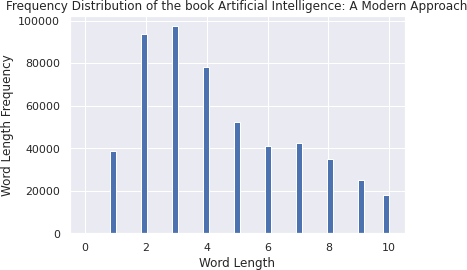 Frequency Distribution of the book Artificial Intelligence: A Modern Approach
100000
80000
60000
40000
20000
0
Word Length Frequency
0 2 4 6 8 10
Word Length